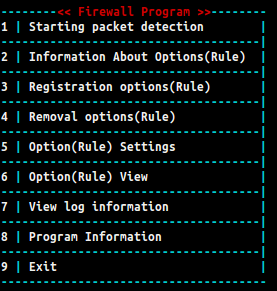 --------<< Firewall Program >>--------
1 | Starting packet detection |
--------------------------------------|
2 | Information About Options(Rule) |
--------------------------------------|
3 | Registration options(Rule) |
--------------------------------------|
4 | Removal options(Rule) |
--------------------------------------|
5 | Option(Rule) Settings |
--------------------------------------|
6 | Option(Rule) View |
--------------------------------------|
7 | View log information |
--------------------------------------|
8 | Program Information |
--------------------------------------|
9 | Exit |
--------------------------------------